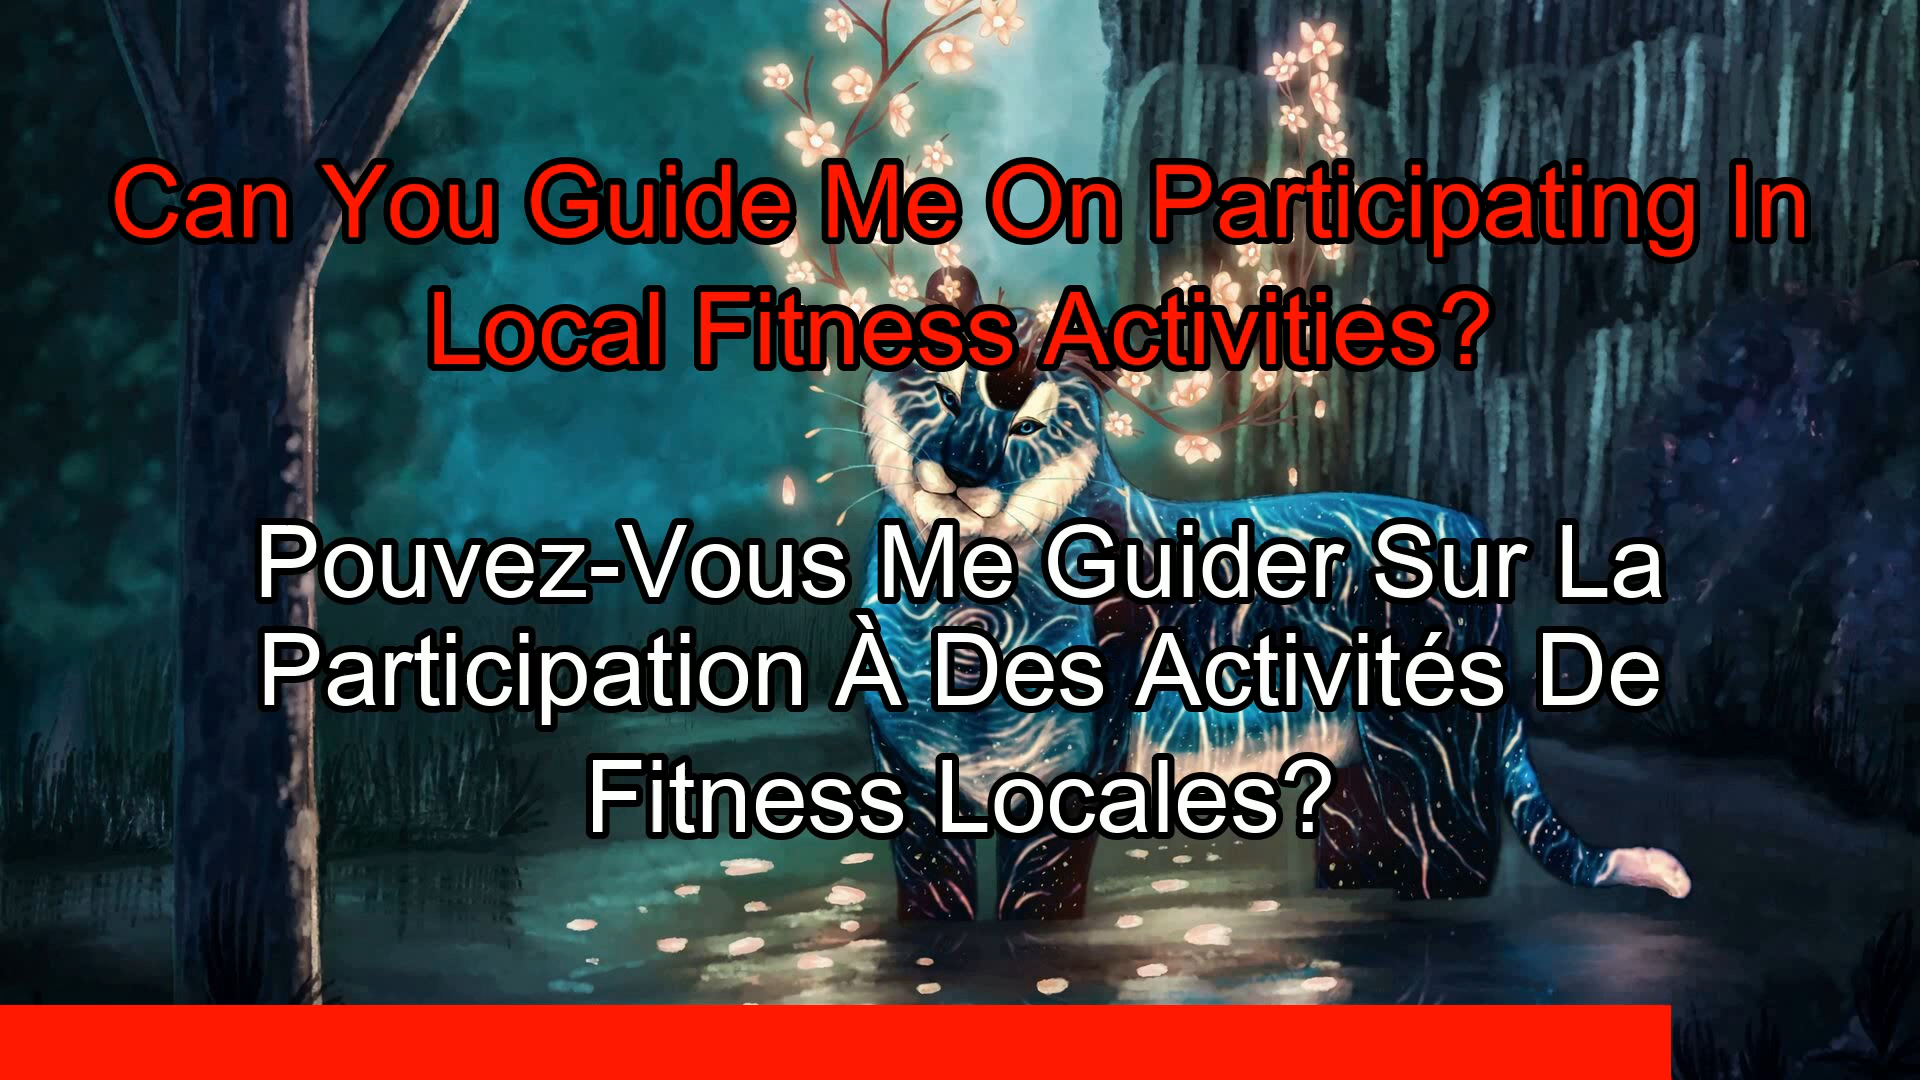 Can You Guide Me On Participating In
Local Fitness Activities?
Pouvez-Vous Me Guider Sur La
Participation À Des Activités De
Fitness Locales?